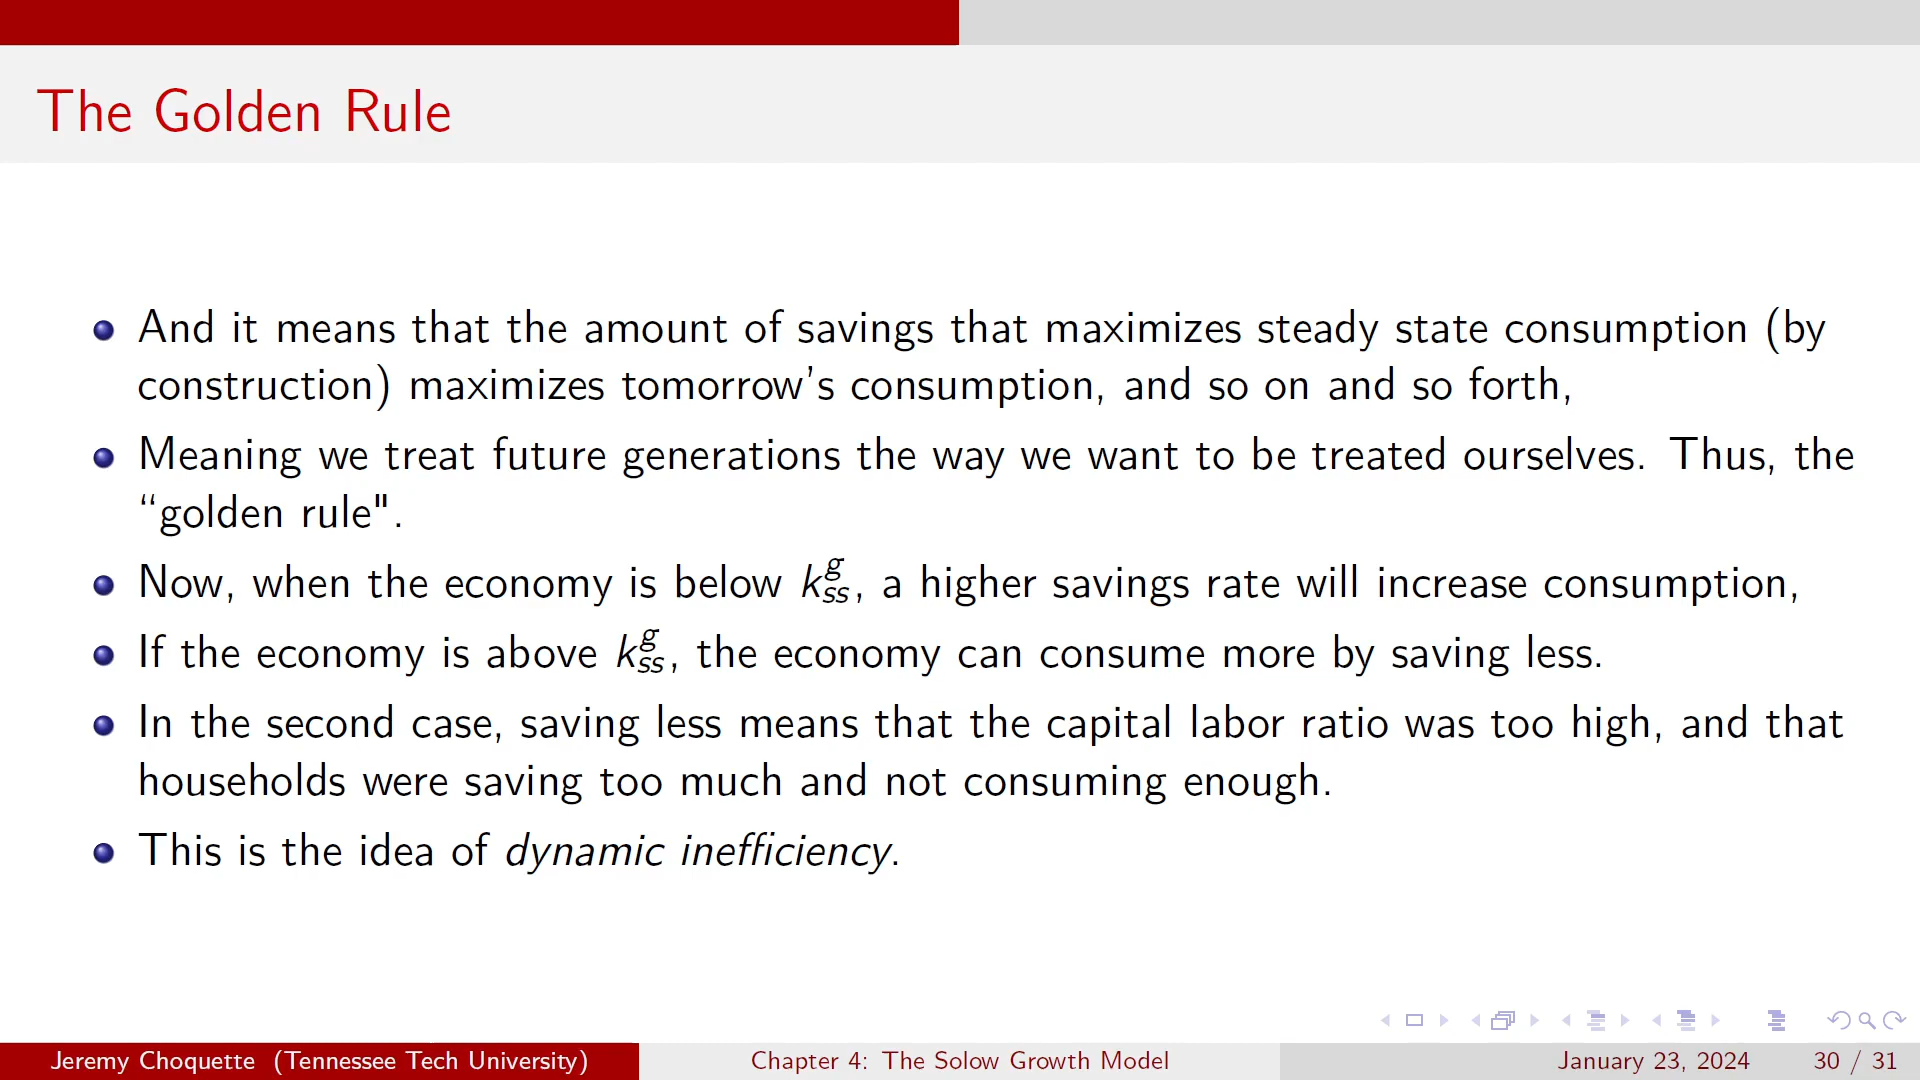 The Golden Rule
And it means that the amount of savings that maximizes steady state consumption (by
construction) maximizes tomorrow's consumption, and so on and so forth,
Meaning we treat future generations the way we want to be treated ourselves. Thus, the
“golden rule".
Now, when the economy is below k_{ss}^{g}, a higher savings rate will increase consumption,
If the economy is above k_{ss}^{g}, the economy can consume more by saving less.
In the second case, saving less means that the capital labor ratio was too high, and that
households were saving too much and not consuming enough.
This is the idea of dynamic inefficiency.
Jeremy Choquette (Tennessee Tech University)
Chapter 4: The Solow Growth Model
January 23, 2024
30 / 31